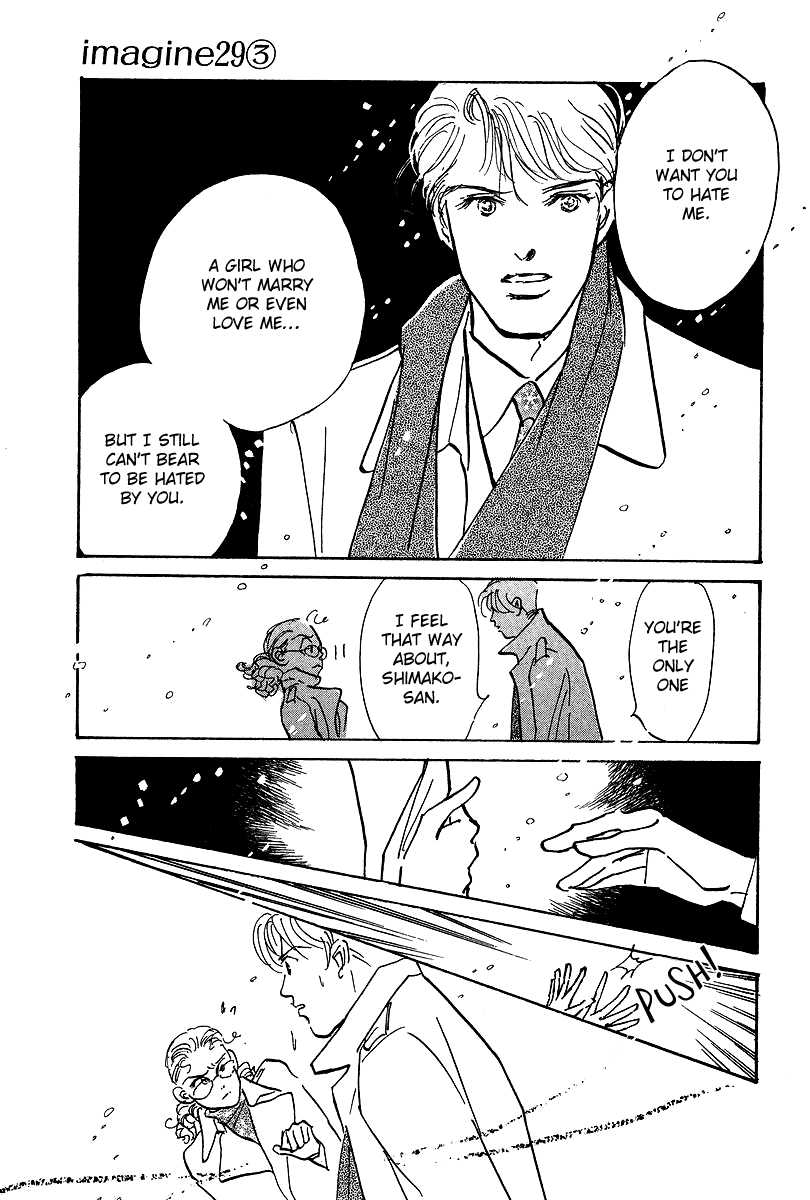 imagine29③
I DON'T
WANT YOU
TO HATE
ME.
A GIRL WHO
WON'T MARRY
ME OR EVEN
LOVE ME...
BUT I STILL
CAN'T BEAR
TO BE HATED
BY YOU.
YOU'RE
THE
ONLY
ONE
I FEEL
THAT WAY
ABOUT,
SHIMAKO-
SAN.
PUSH!